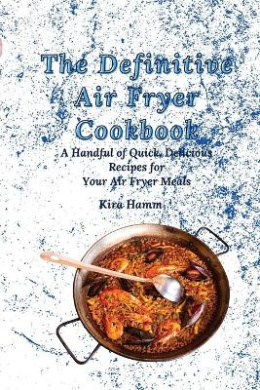 The Definitive
Air Fryer
Cookbook
A Handful of Quick, Delicious
Recipes for
Your Air Fryer Meals
Kira Hamm